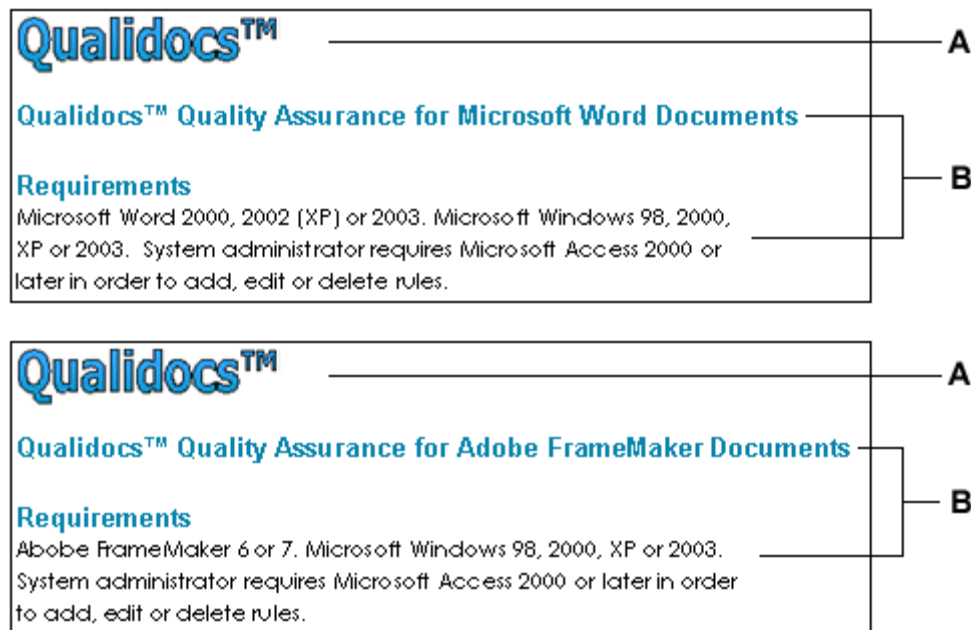 Qualidocs™ A
Qualidocs™ Quality Assurance for Microsoft Word Documents
B
Requirements
Microsoft Word 2000, 2002 (XP) or 2003. Microsoft Windows 98, 2000,
XP or 2003. System administrator requires Microsoft Access 2000 or
later in order to add, edit or delete rules.
Qualidocs™ A
Qualidocs™ Quality Assurance for Adobe FrameMaker Documents
B
Requirements
Abobe FrameMaker 6 or 7. Microsoft Windows 98, 2000, XP or 2003.
System administrator requires Microsoft Access 2000 or later in order
to add, edit or delete rules.